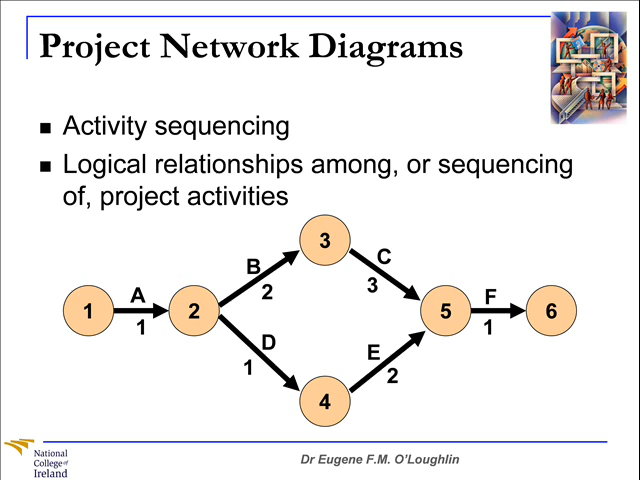 Project Network Diagrams
■ Activity sequencing
■ Logical relationships among, or sequencing
of, project activities
3
B
C
2
3
A
F
1
2
5
6
1
1
D
E
1
2
4
National
College of
Ireland
Dr Eugene F.M. O'Loughlin